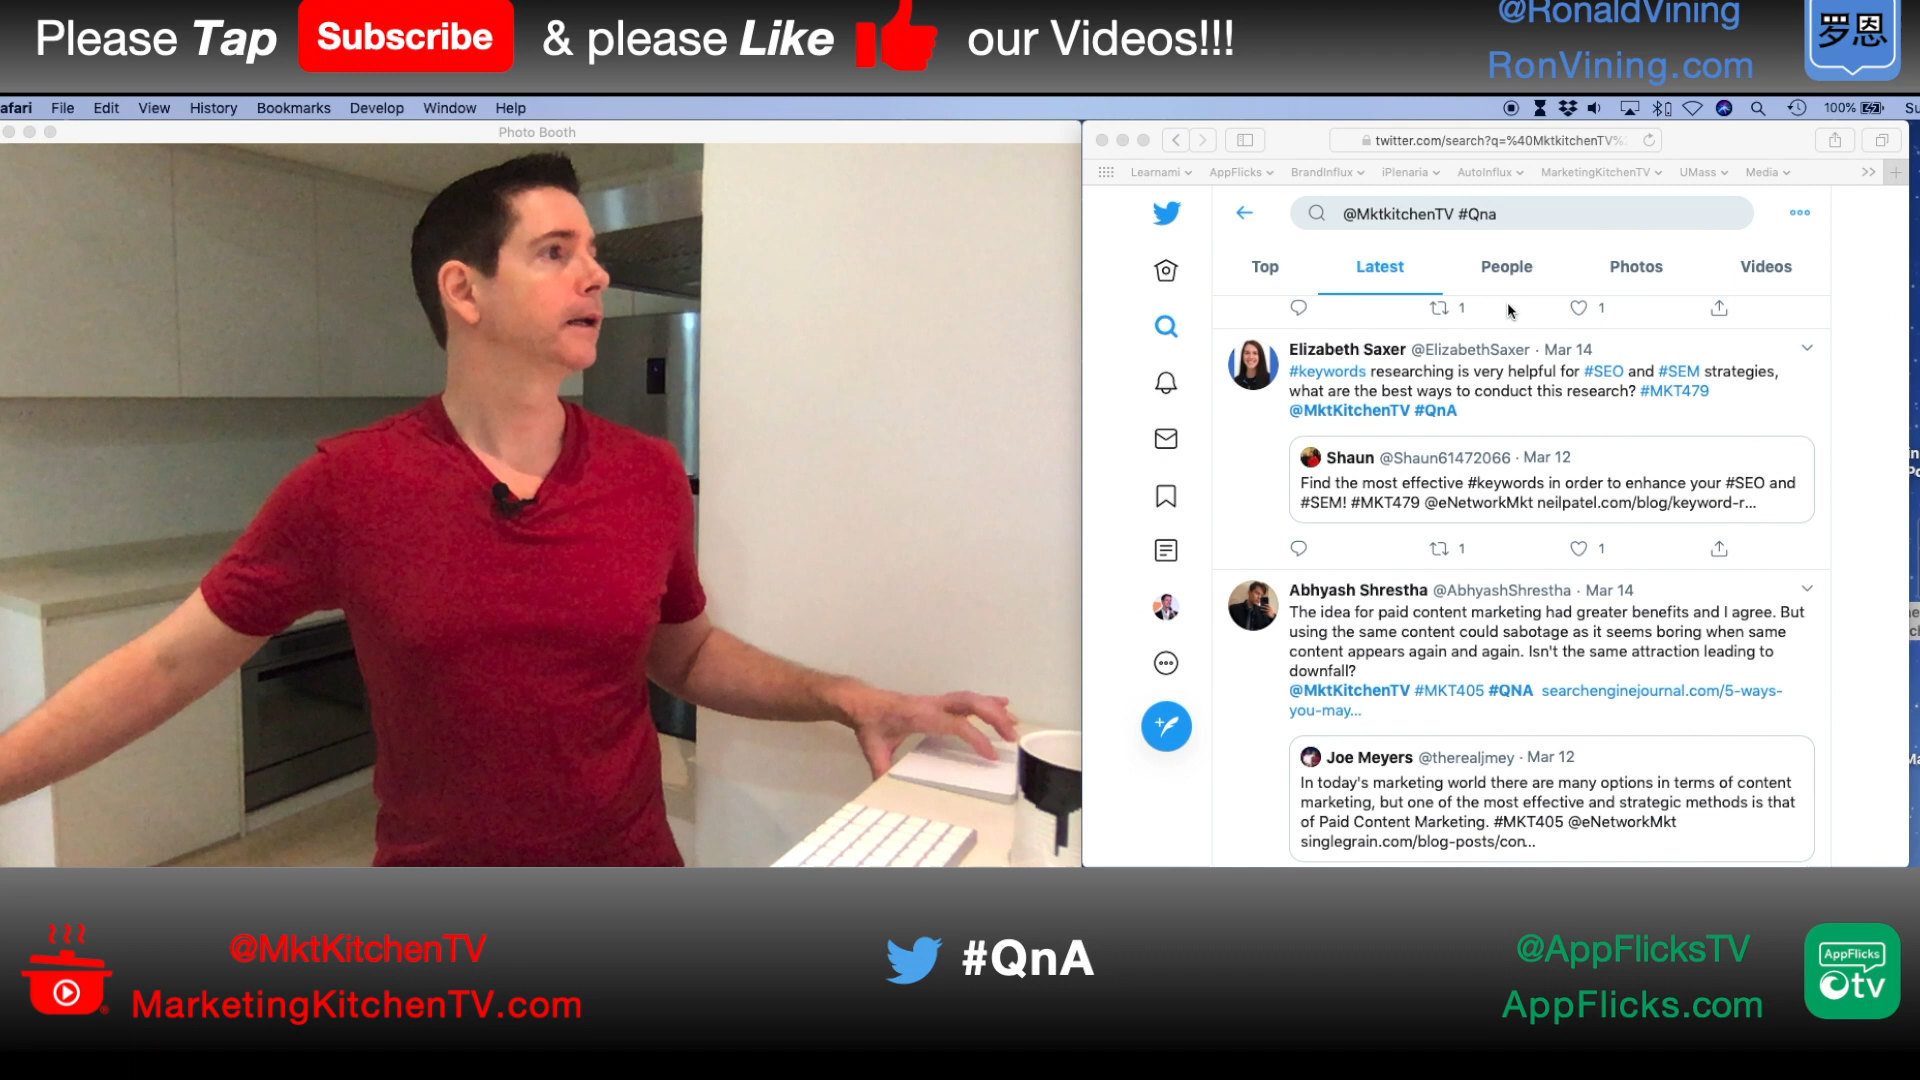 Please Tap Subscribe & please Like our Videos!!!
@RonaldVining
RonVining.com
罗恩
afari File Edit View History Bookmarks Develop Window Help
100%
Photo Booth
twitter.com/search?q=%40MktkitchenTV%
Learnami AppFlicks BrandInflux iPlenaria AutoInflux MarketingKitchenTV UMass Media
@MktkitchenTV #Qna
Top Latest People Photos Videos
1 1
Elizabeth Saxer @ElizabethSaxer · Mar 14
#keywords researching is very helpful for #SEO and #SEM strategies,
what are the best ways to conduct this research? #MKT479
@MktKitchenTV #QnA
Shaun @Shaun61472066 · Mar 12
Find the most effective #keywords in order to enhance your #SEO and
#SEM! #MKT479 @eNetworkMkt neilpatel.com/blog/keyword-r...
1 1
Abhyash Shrestha @AbhyashShrestha · Mar 14
The idea for paid content marketing had greater benefits and I agree. But
using the same content could sabotage as it seems boring when same
content appears again and again. Isn't the same attraction leading to
downfall?
@MktKitchenTV #MKT405 #QNA searchenginejournal.com/5-ways-
you-may...
Joe Meyers @therealjmey · Mar 12
In today's marketing world there are many options in terms of content
marketing, but one of the most effective and strategic methods is that
of Paid Content Marketing. #MKT405 @eNetworkMkt
singlegrain.com/blog-posts/con...
@MktKitchenTV
MarketingKitchenTV.com
#QnA
@AppFlicksTV
AppFlicks.com
AppFlicks
tv